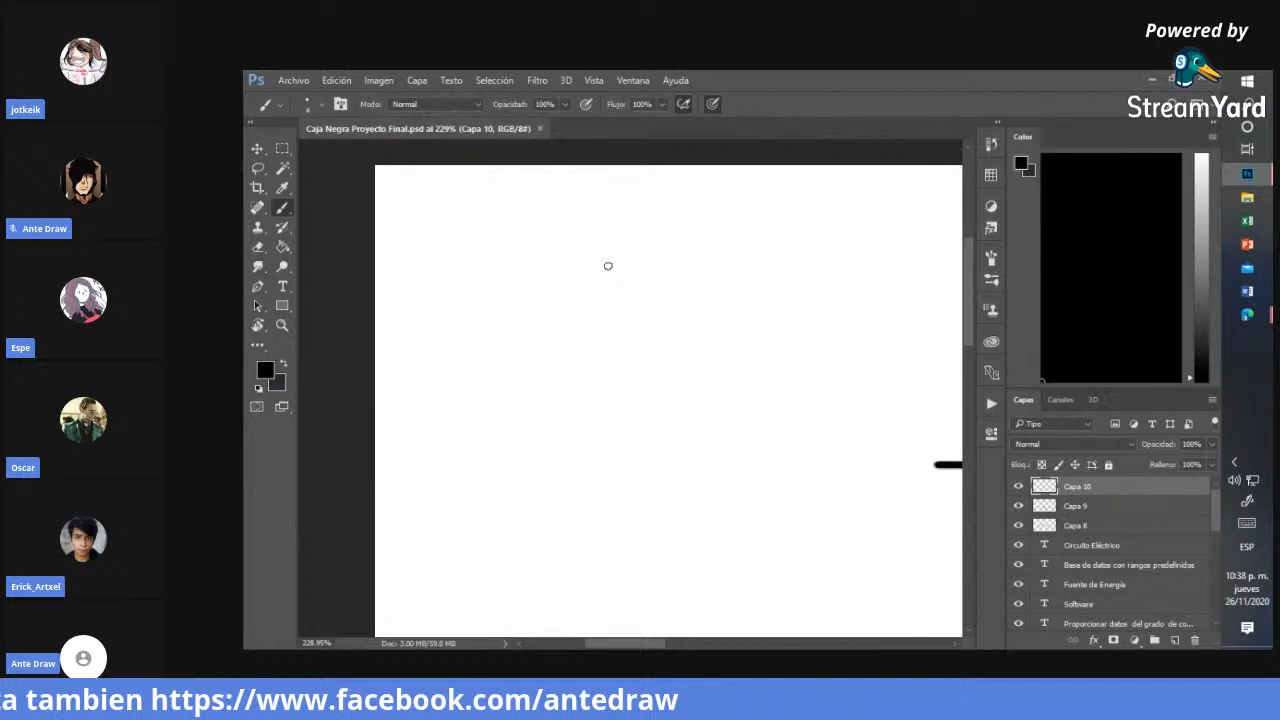 Powered by
StreamYard
jotkeik
Ante Draw
Espe
Oscar
Erick_Artxel
Ante Draw
Ps Archivo Edición Imagen Capa Texto Selección Filtro 3D Vista Ventana Ayuda
4 Modo: Normal Opacidad: 100% Flujo: 100%
Caja Negra Proyecto Final.psd al 229% (Capa 10, RGB/8#) ×
Color
Capas Canales 3D
Tipo
Normal Opacidad: 100%
Bloq.: Relleno: 100%
Capa 10
Capa 9
Capa 8
T Circuito Eléctrico
T Base de datos con rangos predefinidos
T Fuente de Energía
T Software
T Proporcionar datos del grado de co...
fx
228.95% Doc: 3.00 MB/59.8 MB
ESP
10:38 p. m.
jueves
26/11/2020
ta tambien https://www.facebook.com/antedraw